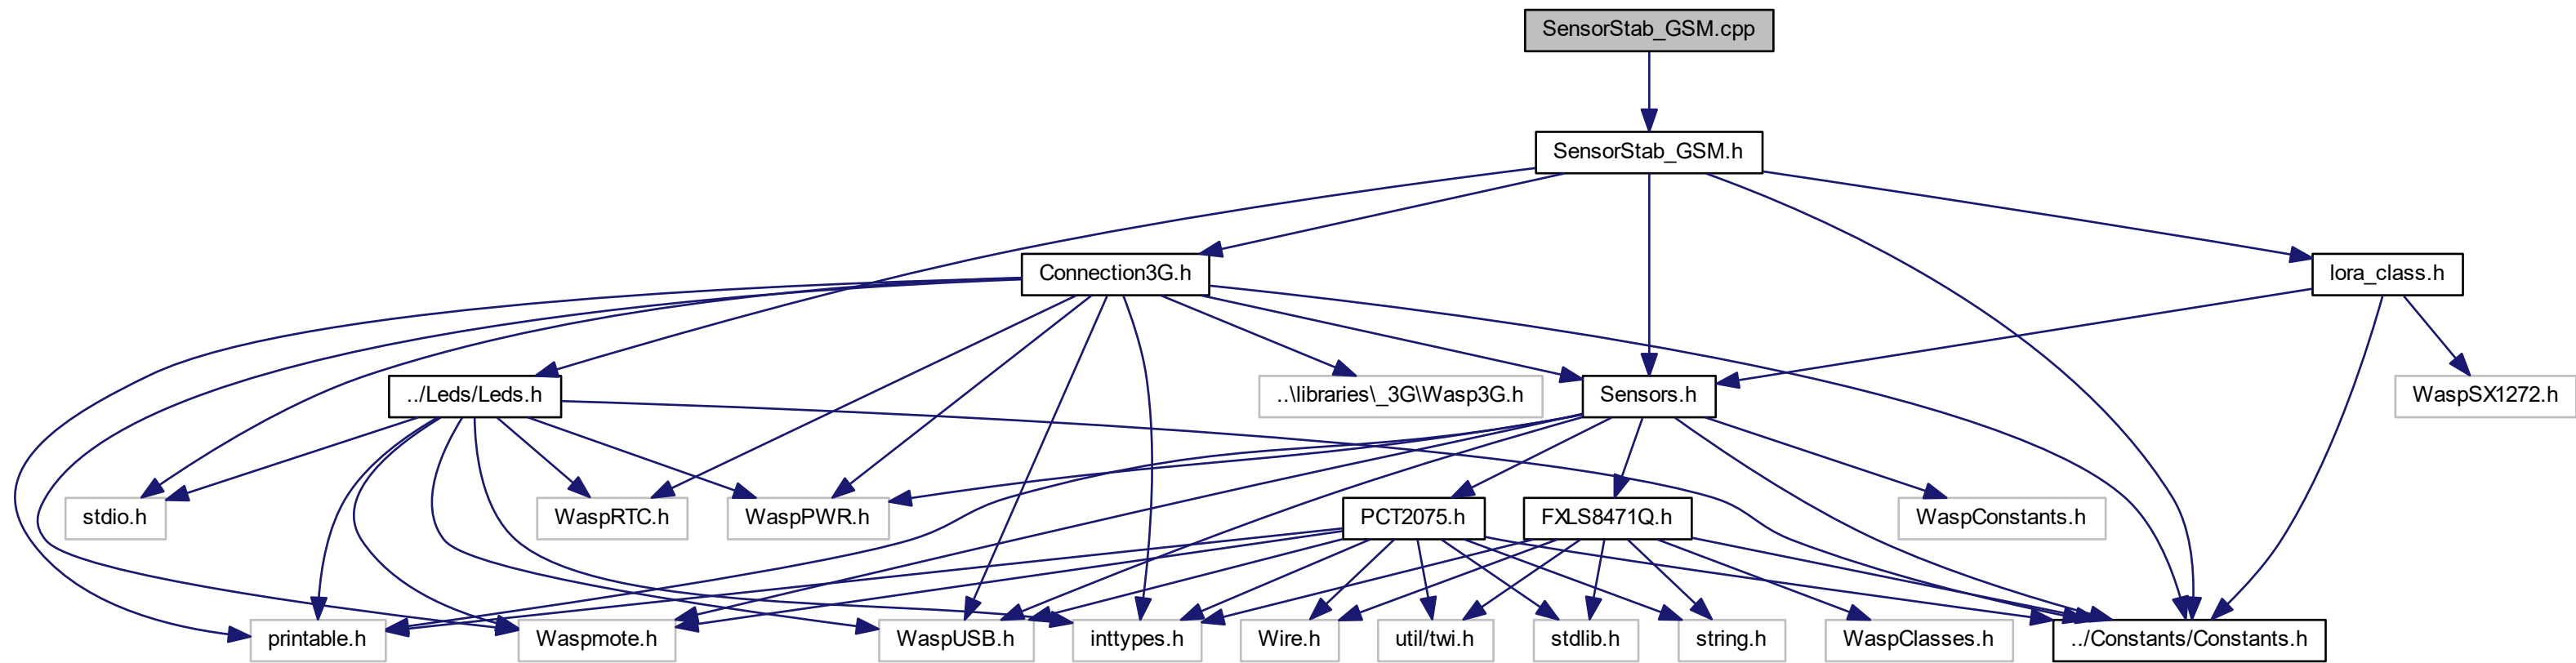 SensorStab_GSM.cpp
SensorStab_GSM.h
Connection3G.h
lora_class.h
../Leds/Leds.h
..\libraries\_3G\Wasp3G.h
Sensors.h
WaspSX1272.h
stdio.h
WaspRTC.h
WaspPWR.h
PCT2075.h
FXLS8471Q.h
WaspConstants.h
printable.h
Waspmote.h
WaspUSB.h
inttypes.h
Wire.h
util/twi.h
stdlib.h
string.h
WaspClasses.h
../Constants/Constants.h